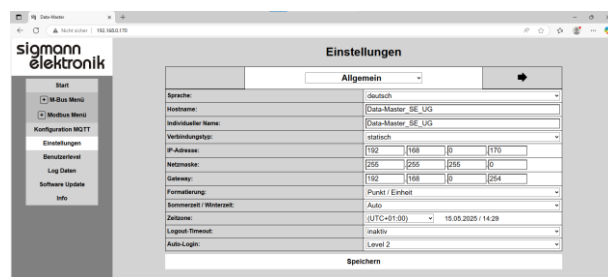 Data-Master
Nicht sicher | 192.168.0.170
sigmann
elektronik
Einstellungen
Allgemein
Start
M-Bus Menü
Modbus Menü
Konfiguration MQTT
Einstellungen
Benutzerlevel
Log Daten
Software Update
Info
Sprache: deutsch
Hostname: Data-Master_SE_UG
Individueller Name: Data-Master_SE_UG
Verbindungstyp: statisch
IP-Adresse: 192 .168 .0 .170
Netzmaske: 255 .255 .255 .0
Gateway: 192 .168 .0 .254
Formatierung: Punkt / Einheit
Sommerzeit / Winterzeit: Auto
Zeitzone: (UTC+01:00) 15.05.2025 / 14:29
Logout-Timeout: inaktiv
Auto-Login: Level 2
Speichern